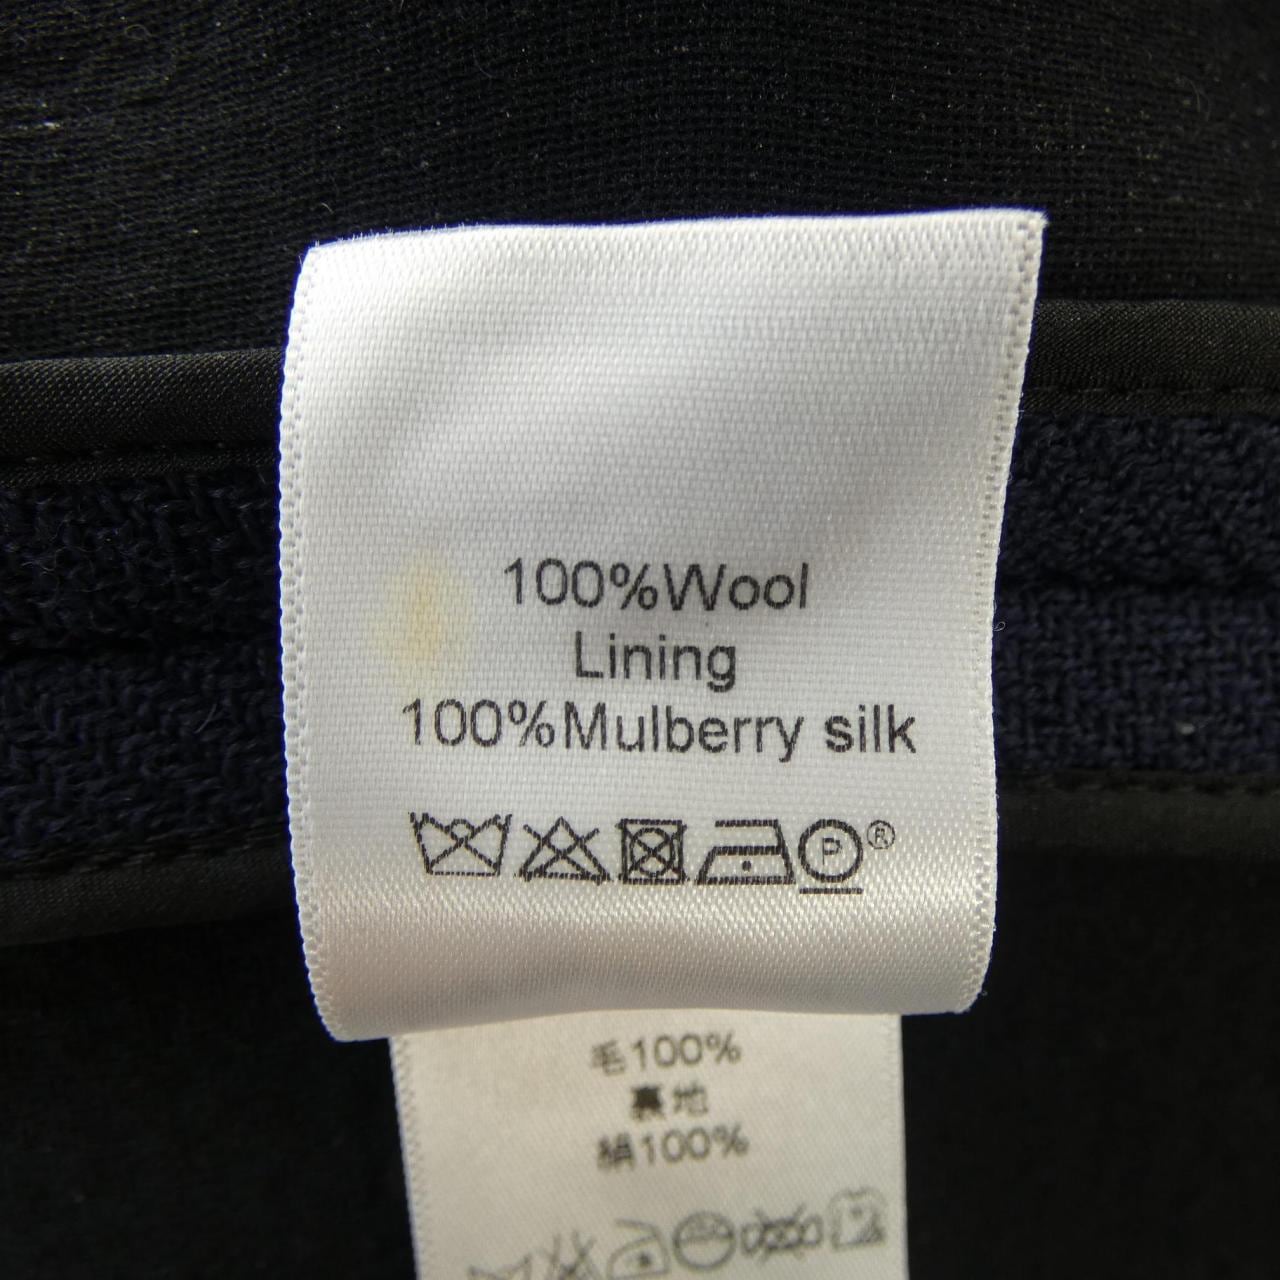 100%Wool
Lining
100%Mulberry silk
P ®
毛100%
裏地
絹100%